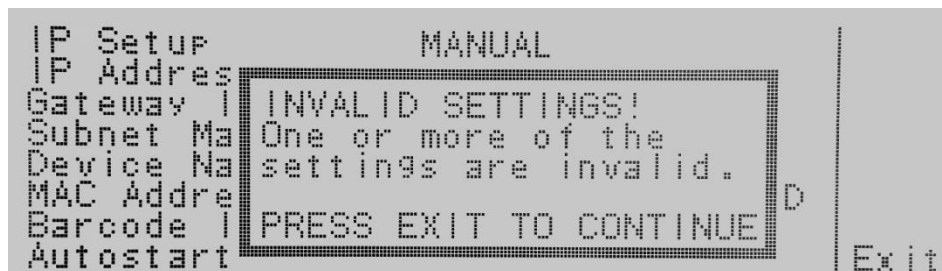 IP Setup MANUAL
IP Addres
Gateway I
INVALID SETTINGS!
Subnet Ma
One or more of the
Device Na
settings are invalid.
MAC Addre
D
Barcode I
PRESS EXIT TO CONTINUE
Autostart
Exit